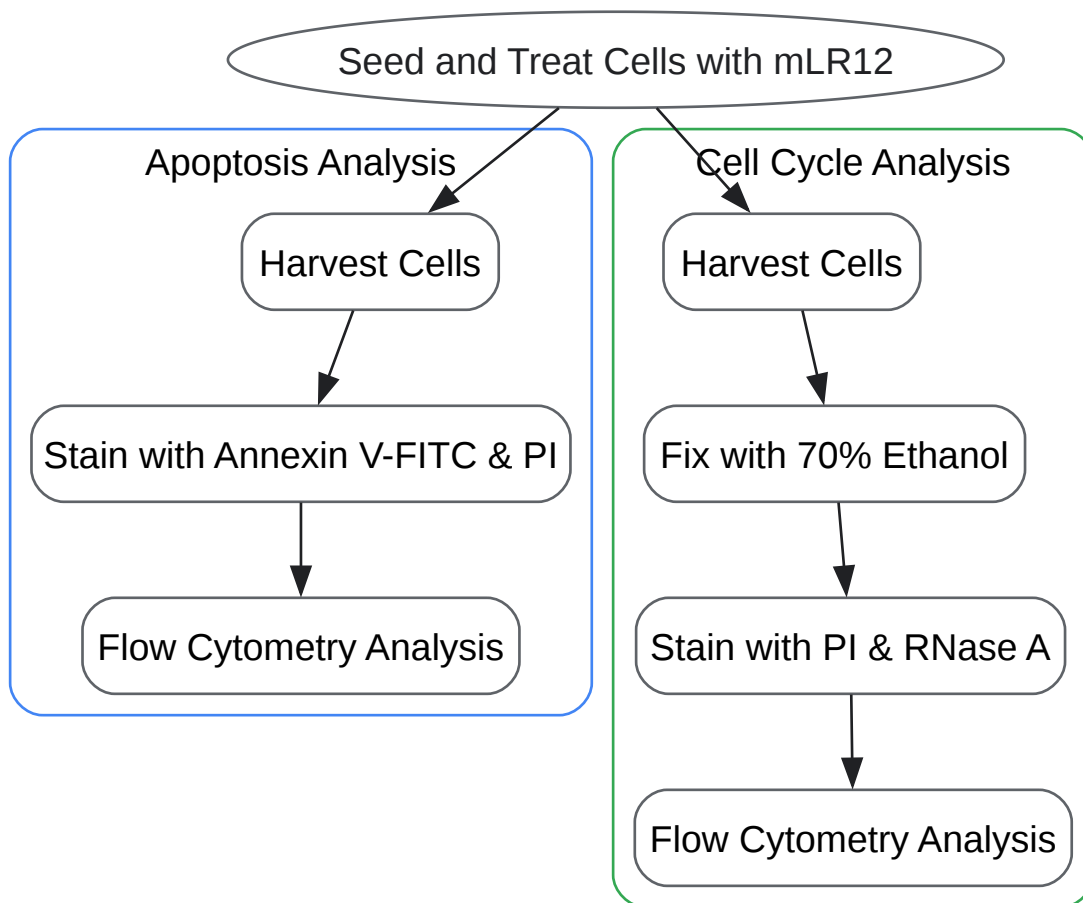 Seed and Treat Cells with mLR12
Apoptosis Analysis
Harvest Cells
Stain with Annexin V-FITC & PI
Flow Cytometry Analysis
Cell Cycle Analysis
Harvest Cells
Fix with 70% Ethanol
Stain with PI & RNase A
Flow Cytometry Analysis